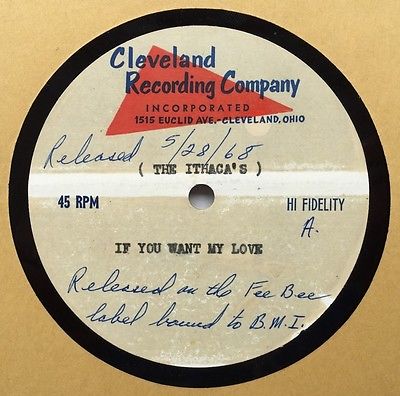 Cleveland
Recording Company
INCORPORATED
1515 EUCLID AVE.-CLEVELAND, OHIO
Released 5/28/68
( THE ITHACA'S )
45 RPM
HI FIDELITY
A.
IF YOU WANT MY LOVE
Released on the Fee Bee
label bound to B.M.I.